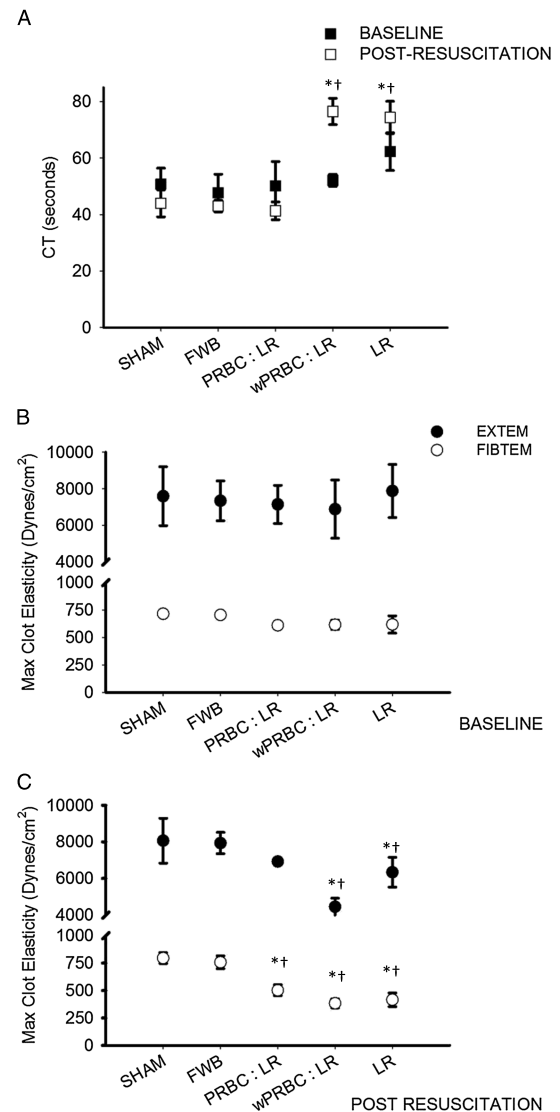 A
BASELINE
POST-RESUSCITATION
*† *†
80
60
40
20
0
CT (seconds)
SHAM FWB PRBC : LR wPRBC : LR LR
B
EXTEM
FIBTEM
10000
8000
6000
4000
1000
750
500
250
0
Max Clot Elasticity (Dynes/cm²)
SHAM FWB PRBC : LR wPRBC : LR LR
BASELINE
C
10000
8000
6000
4000
1000
750
500
250
0
Max Clot Elasticity (Dynes/cm²)
*†
*†
*† *† *†
SHAM FWB PRBC : LR wPRBC : LR LR
POST RESUSCITATION